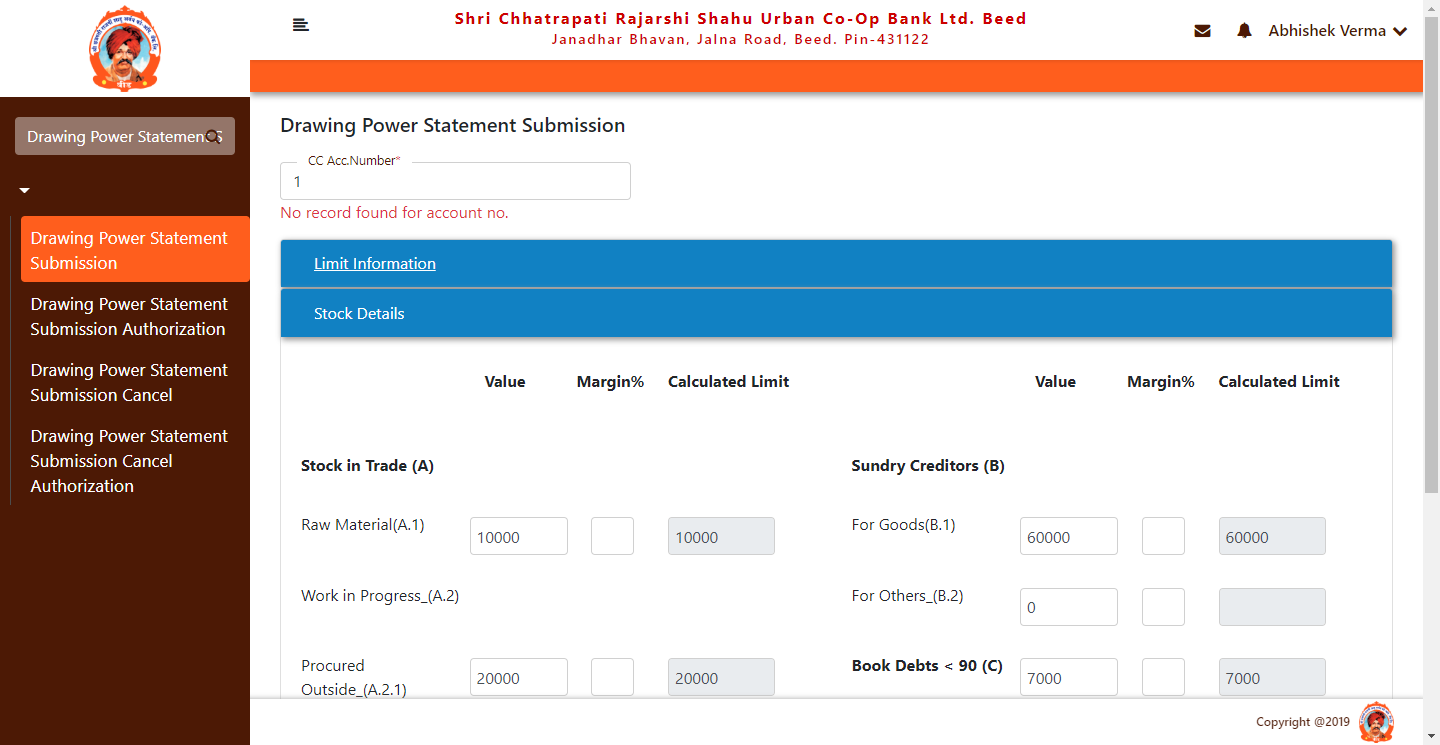 Shri Chhatrapati Rajarshi Shahu Urban Co-Op Bank Ltd. Beed
Janadhar Bhavan, Jalna Road, Beed. Pin-431122
Abhishek Verma
Drawing Power Statement S
Drawing Power Statement
Submission
Drawing Power Statement
Submission Authorization
Drawing Power Statement
Submission Cancel
Drawing Power Statement
Submission Cancel
Authorization
Drawing Power Statement Submission
CC Acc.Number*
1
No record found for account no.
Limit Information
Stock Details
Value Margin% Calculated Limit Value Margin% Calculated Limit
Stock in Trade (A) Sundry Creditors (B)
Raw Material(A.1) 10000 10000 For Goods(B.1) 60000 60000
Work in Progress_(A.2) For Others_(B.2) 0
Procured
Outside_(A.2.1) 20000 20000 Book Debts < 90 (C) 7000 7000
Copyright @2019